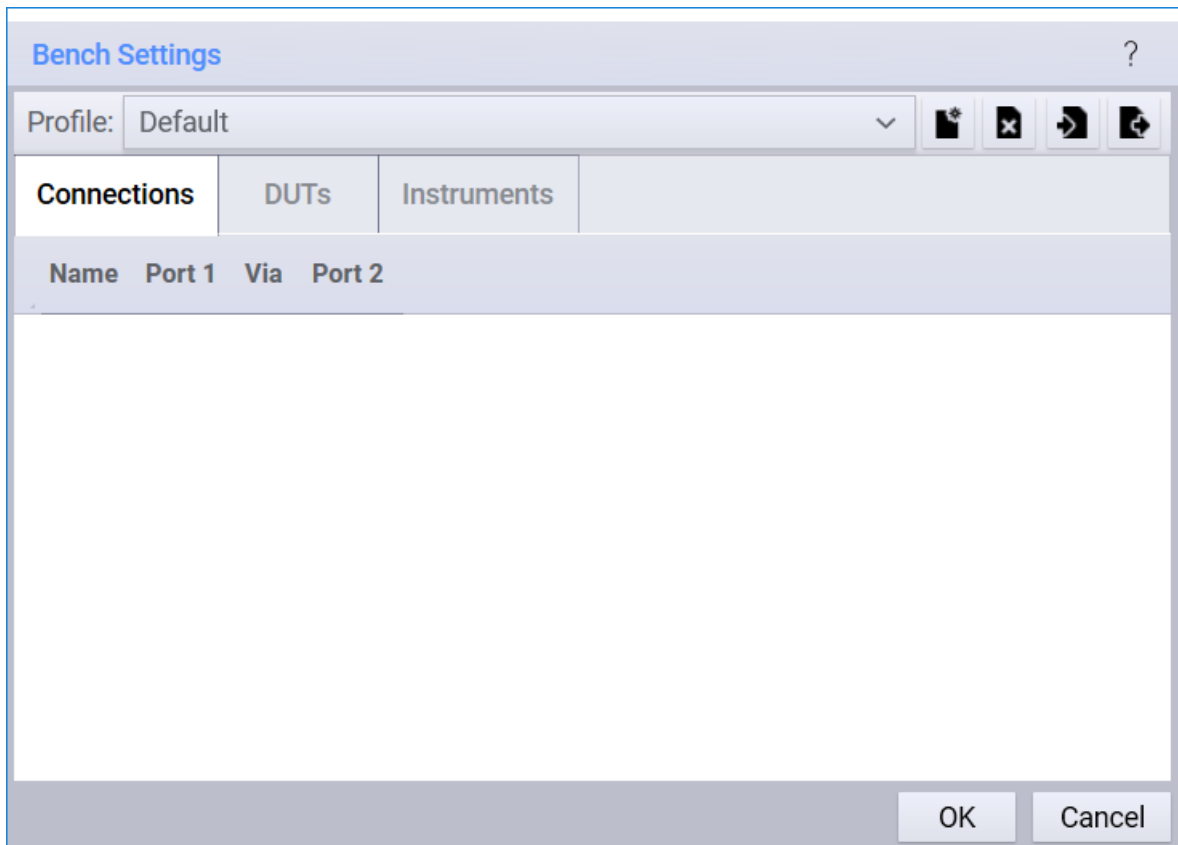 Bench Settings ?
Profile: Default
Connections DUTs Instruments
Name Port 1 Via Port 2
OK Cancel